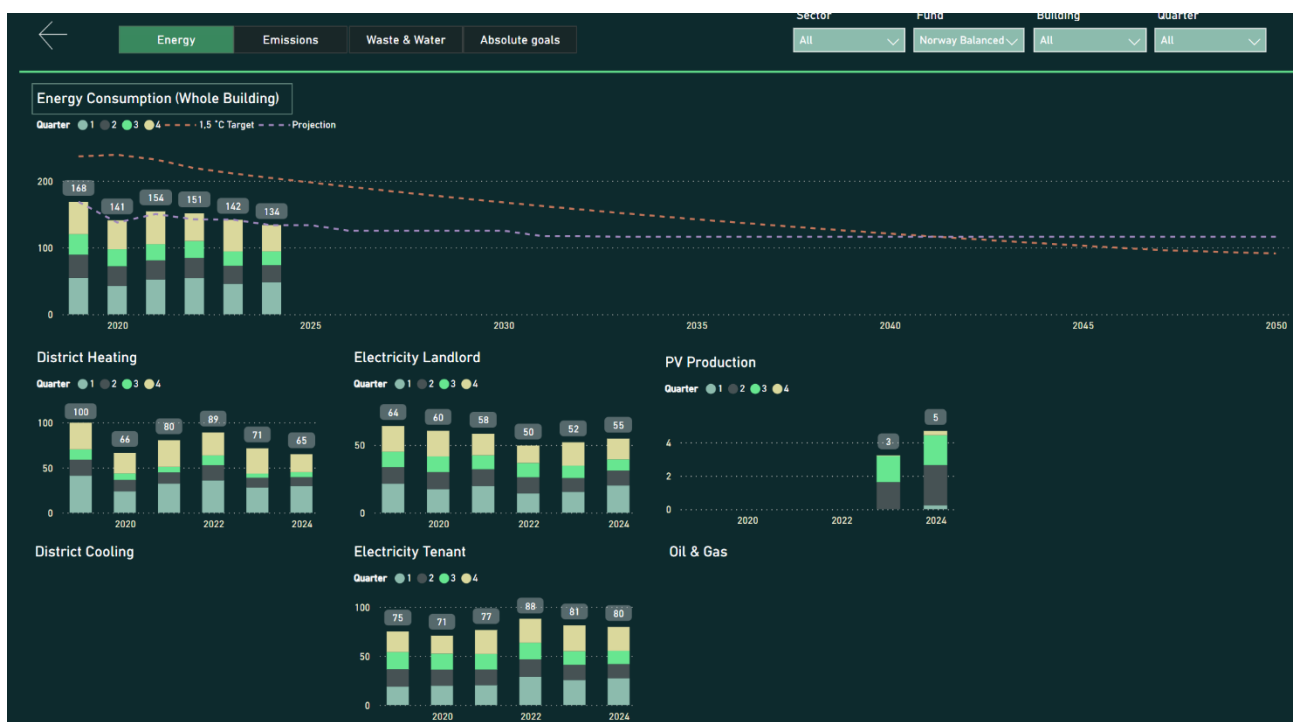 Sector Fund Building Quarter
Energy Emissions Waste & Water Absolute goals
All Norway Balanced All All
Energy Consumption (Whole Building)
Quarter 1 2 3 4 1,5 °C Target Projection
200
168 141 154 151 142 134
100
0
2020 2025 2030 2035 2040 2045 2050
District Heating
Quarter 1 2 3 4
100
100 66 80 89 71 65
50
0
2020 2022 2024
Electricity Landlord
Quarter 1 2 3 4
64 60 58 50 52 55
50
0
2020 2022 2024
PV Production
Quarter 1 2 3 4
3 5
4
2
0
2020 2022 2024
District Cooling
Electricity Tenant
Quarter 1 2 3 4
100
75 71 77 88 81 80
50
0
2020 2022 2024
Oil & Gas